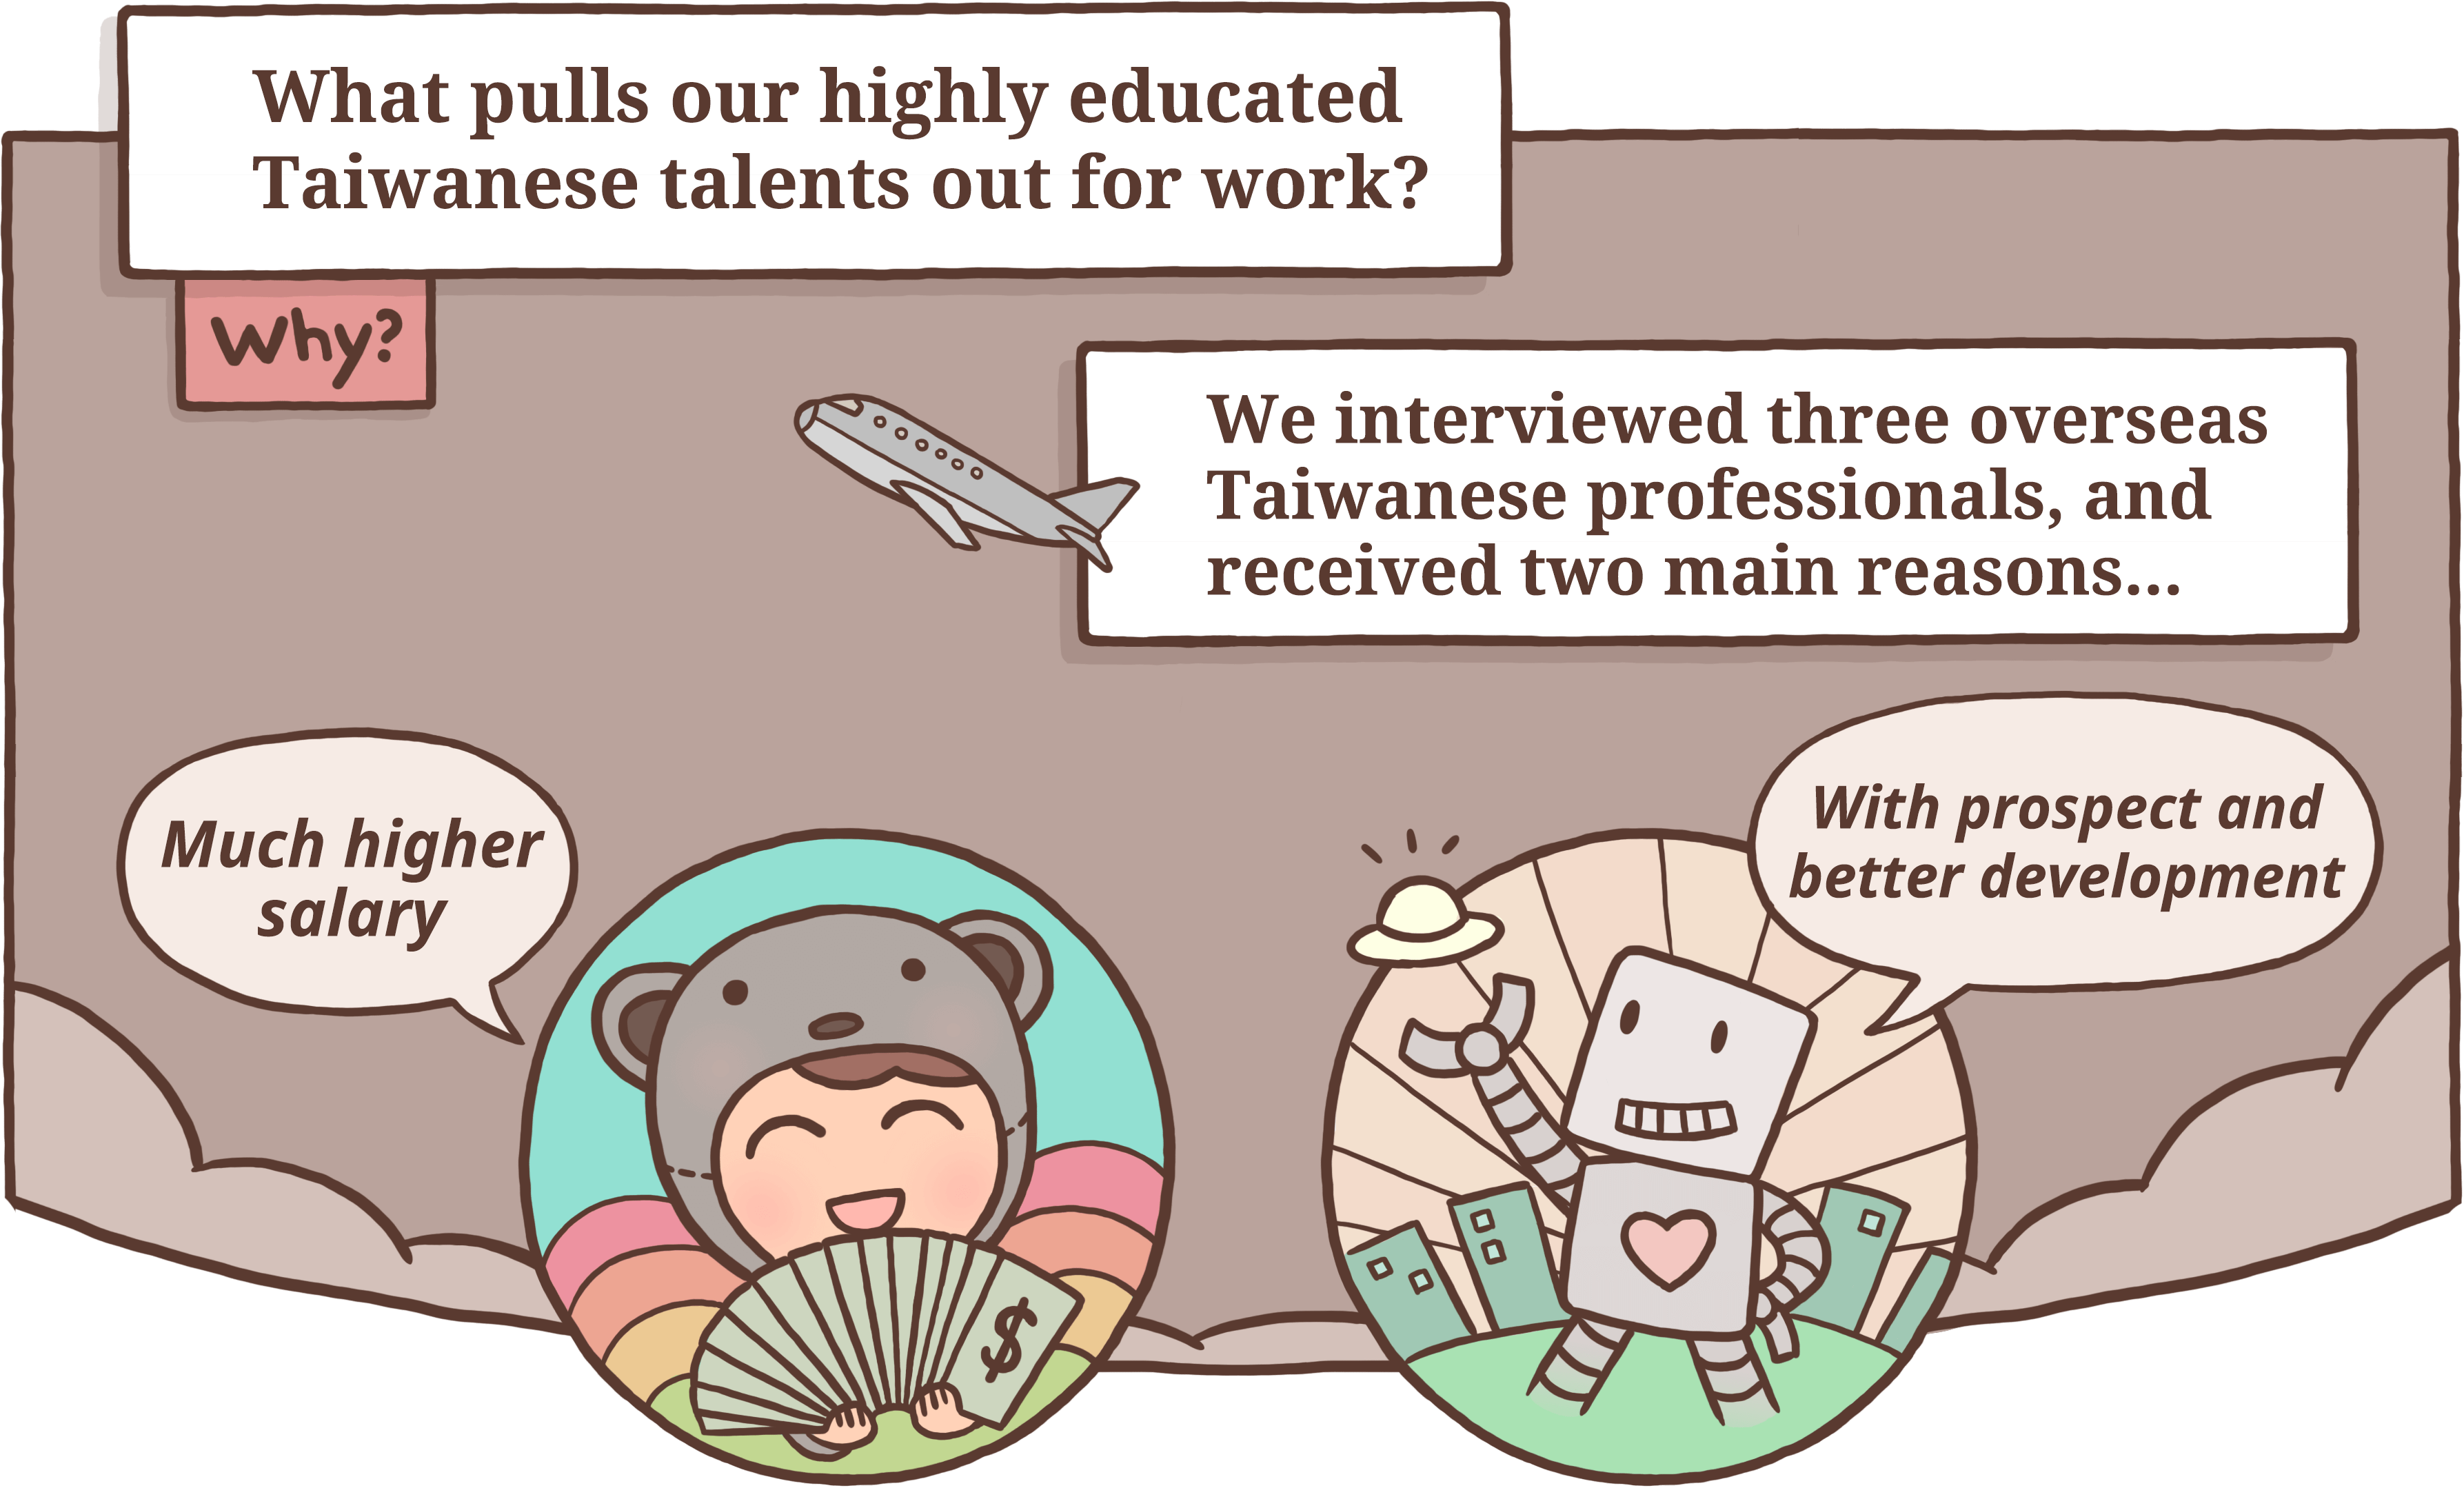 What pulls our highly educated
Taiwanese talents out for work?
Why?
We interviewed three overseas
Taiwanese professionals, and
received two main reasons...
Much higher
salary
With prospect and
better development
$